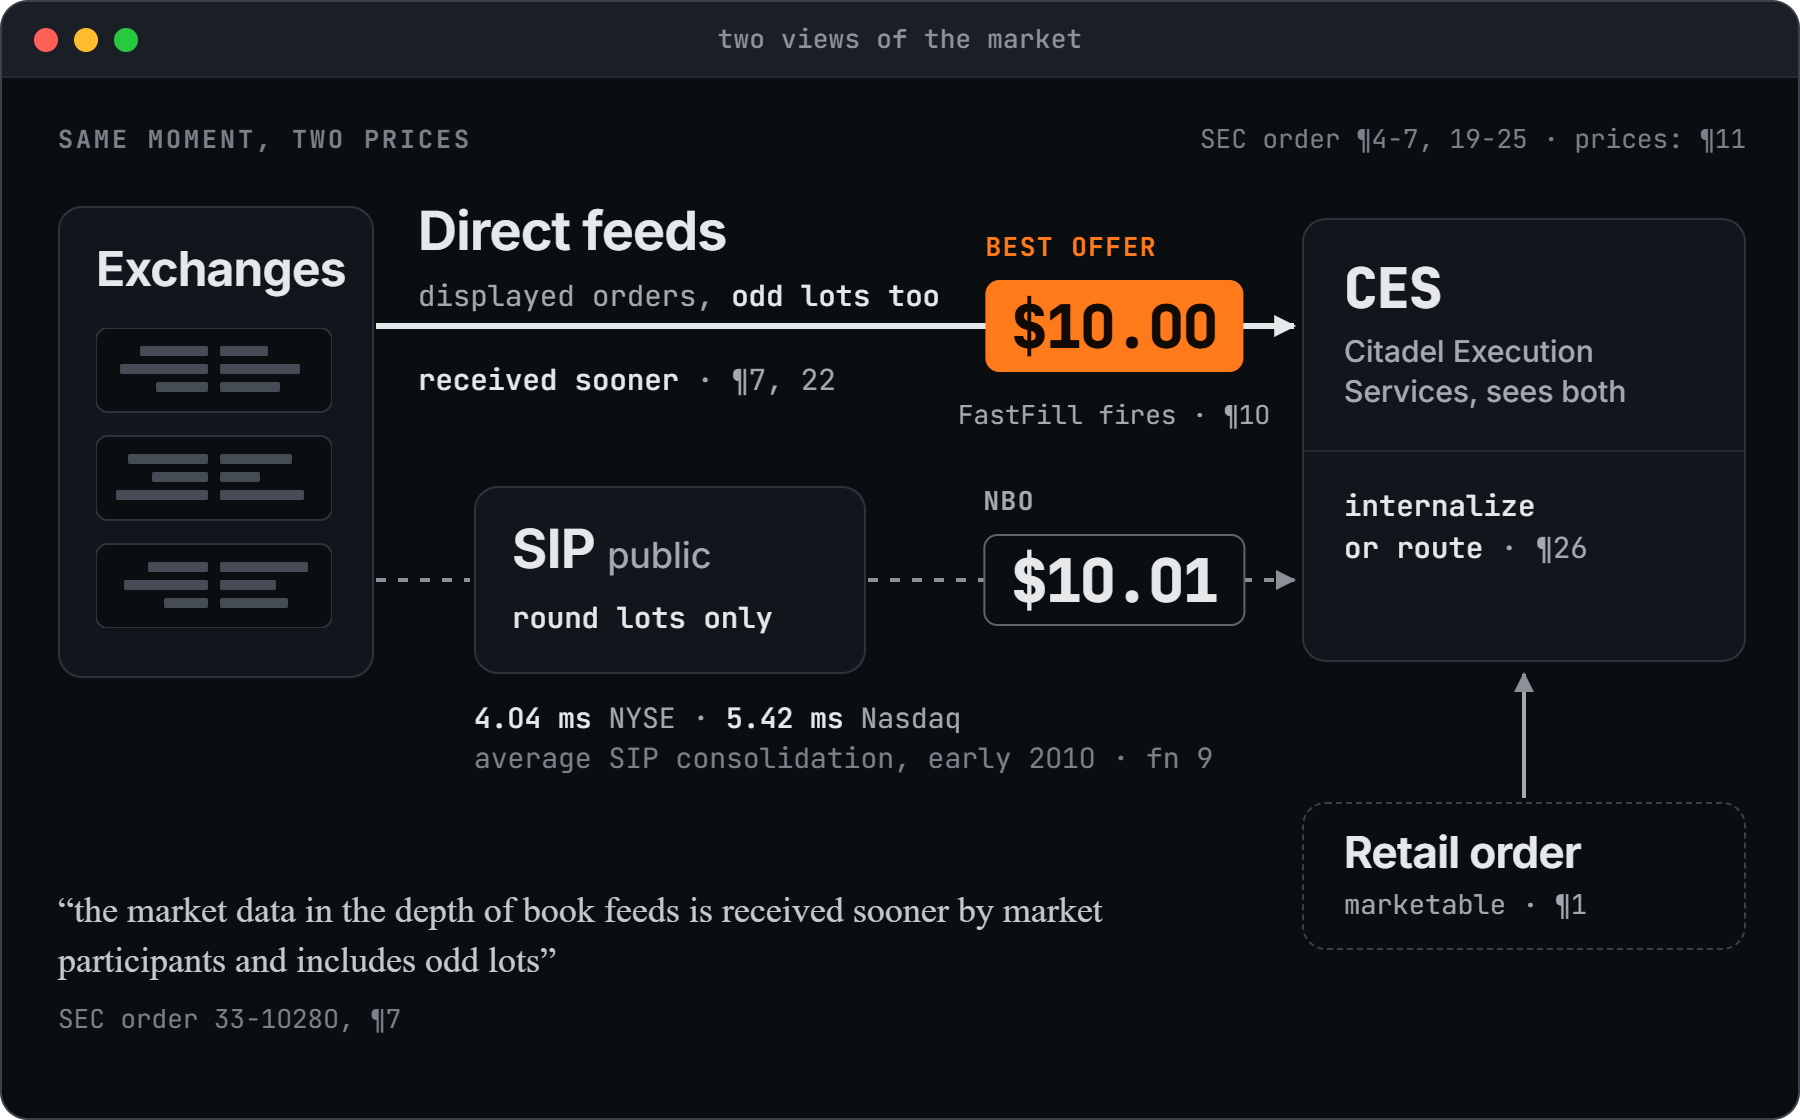 two views of the market
SAME MOMENT, TWO PRICES
SEC order ¶4-7, 19-25 · prices: ¶11
Exchanges
Direct feeds
displayed orders, odd lots too
received sooner · ¶7, 22
BEST OFFER
$10.00
FastFill fires · ¶10
CES
Citadel Execution
Services, sees both
internalize
or route · ¶26
SIP public
round lots only
NBO
$10.01
4.04 ms NYSE · 5.42 ms Nasdaq
average SIP consolidation, early 2010 · fn 9
Retail order
marketable · ¶1
“the market data in the depth of book feeds is received sooner by market
participants and includes odd lots”
SEC order 33-10280, ¶7